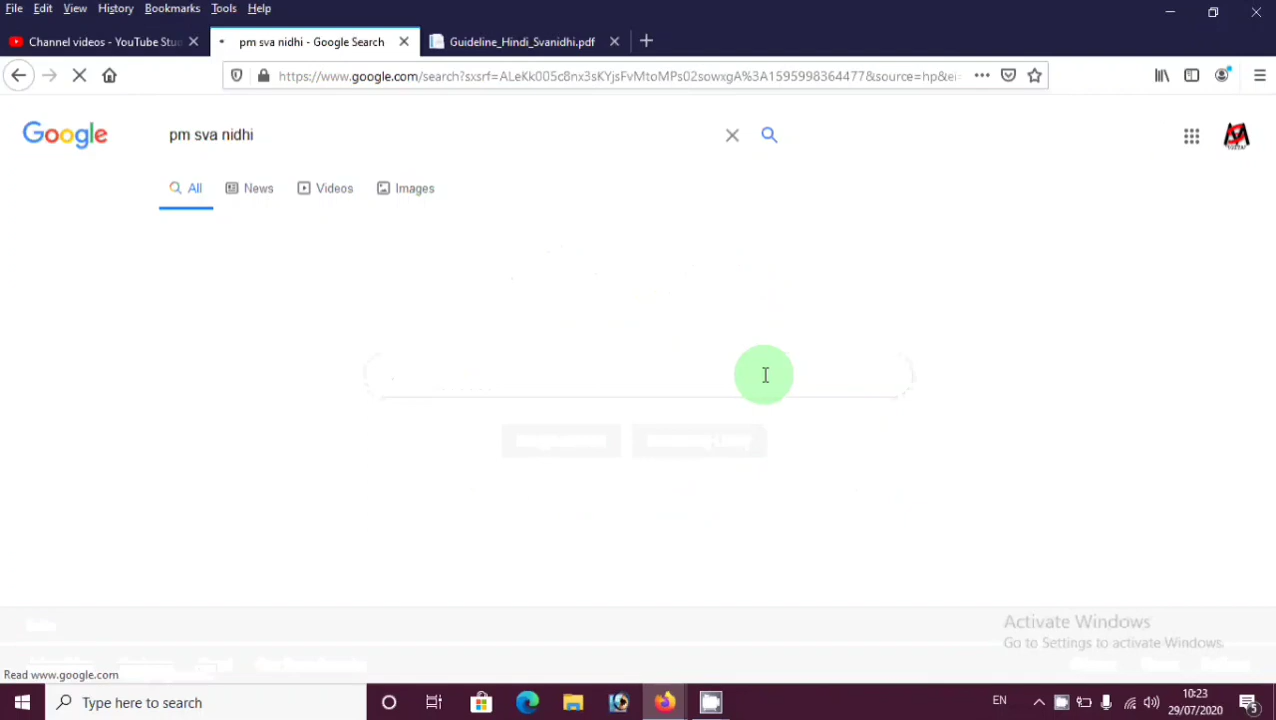 File Edit View History Bookmarks Tools Help
Channel videos - YouTube Stu
pm sva nidhi - Google Search
Guideline_Hindi_Svanidhi.pdf
https://www.google.com/search?sxsrf=ALeKk005c8nx3sKYjsFvMtoMPs02sowxgA%3A1595998364477&source=hp&ei=
Google
pm sva nidhi
All News Videos Images
Activate Windows
Go to Settings to activate Windows.
Read www.google.com
Type here to search
EN
10:23
29/07/2020
5